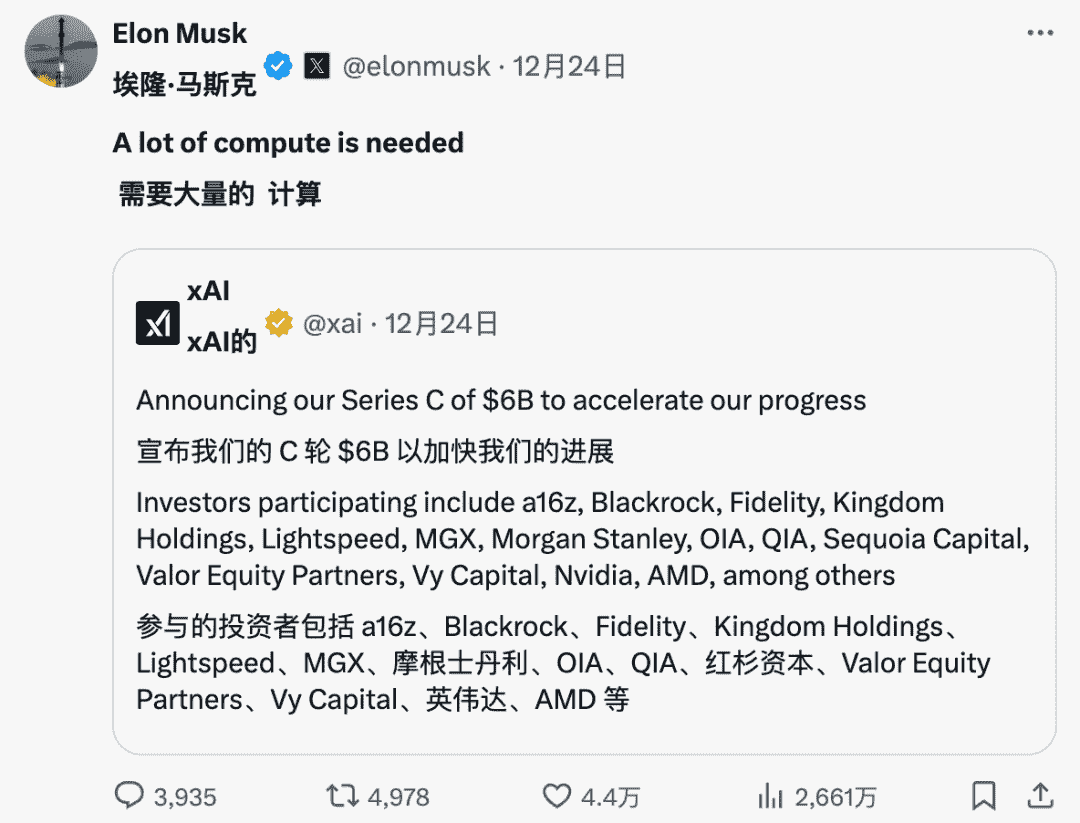 Elon Musk
埃隆·马斯克 @elonmusk · 12月24日
A lot of compute is needed
需要大量的 计算
xAI
xAI的 @xai · 12月24日
Announcing our Series C of $6B to accelerate our progress
宣布我们的 C 轮 $6B 以加快我们的进展
Investors participating include a16z, Blackrock, Fidelity, Kingdom
Holdings, Lightspeed, MGX, Morgan Stanley, OIA, QIA, Sequoia Capital,
Valor Equity Partners, Vy Capital, Nvidia, AMD, among others
参与的投资者包括 a16z、Blackrock、Fidelity、Kingdom Holdings、
Lightspeed、MGX、摩根士丹利、OIA、QIA、红杉资本、Valor Equity
Partners、Vy Capital、英伟达、AMD 等
3,935 4,978 4.4万 2,661万